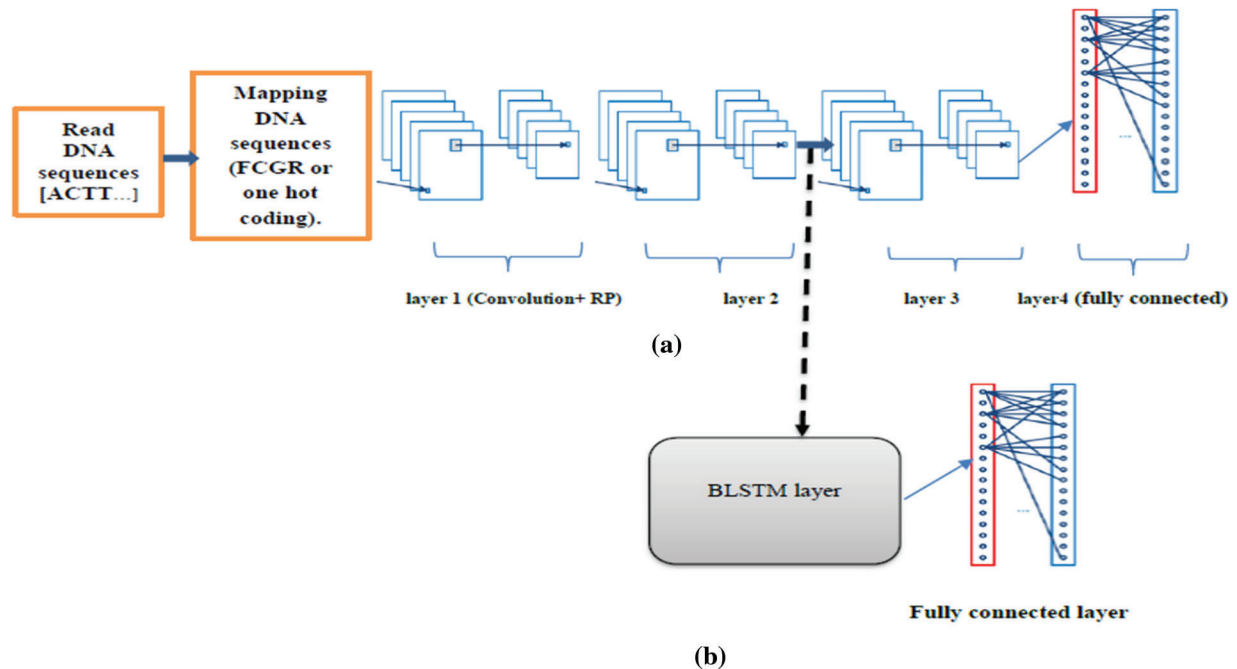 Read
DNA
sequences
[ACTT...]
Mapping
DNA
sequences
(FCGR or
one hot
coding).
...
layer 1 (Convolution+ RP)
layer 2
layer 3
layer4 (fully connected)
(a)
BLSTM layer
...
Fully connected layer
(b)